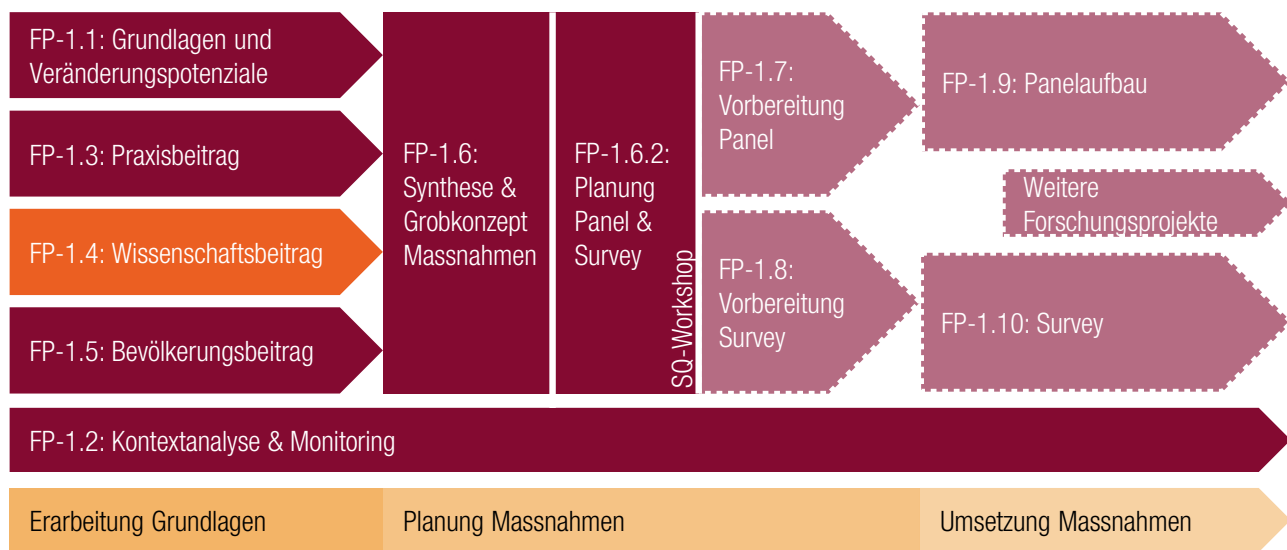 FP-1.1: Grundlagen und
Veränderungspotenziale
FP-1.3: Praxisbeitrag
FP-1.4: Wissenschaftsbeitrag
FP-1.5: Bevölkerungsbeitrag
FP-1.6:
Synthese &
Grobkonzept
Massnahmen
FP-1.6.2:
Planung
Panel &
Survey
SQ-Workshop
FP-1.7:
Vorbereitung
Panel
FP-1.8:
Vorbereitung
Survey
FP-1.9: Panelaufbau
Weitere
Forschungsprojekte
FP-1.10: Survey
FP-1.2: Kontextanalyse & Monitoring
Erarbeitung Grundlagen
Planung Massnahmen
Umsetzung Massnahmen